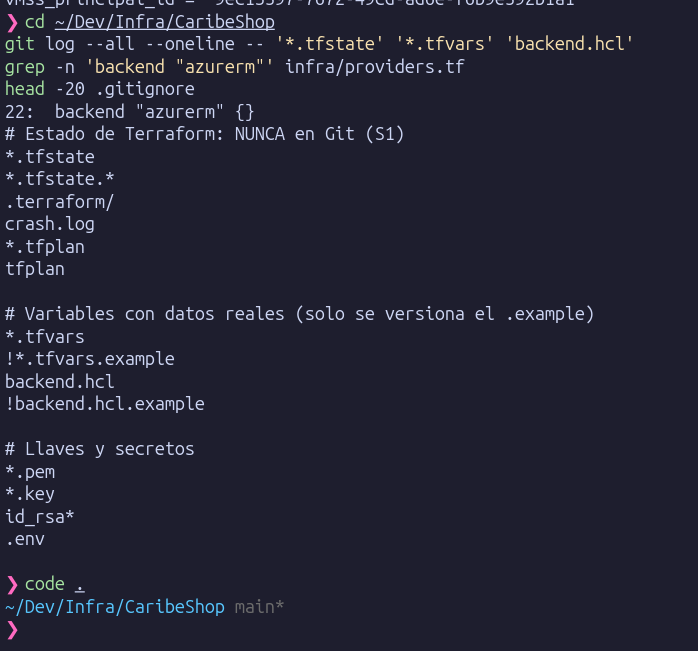 ❯ cd ~/Dev/Infra/CaribeShop
git log --all --oneline -- '*.tfstate' '*.tfvars' 'backend.hcl'
grep -n 'backend "azurerm"' infra/providers.tf
head -20 .gitignore
22:  backend "azurerm" {}
# Estado de Terraform: NUNCA en Git (S1)
*.tfstate
*.tfstate.*
.terraform/
crash.log
*.tfplan
tfplan

# Variables con datos reales (solo se versiona el .example)
*.tfvars
!*.tfvars.example
backend.hcl
!backend.hcl.example

# Llaves y secretos
*.pem
*.key
id_rsa*
.env

❯ code .
~/Dev/Infra/CaribeShop main*
❯